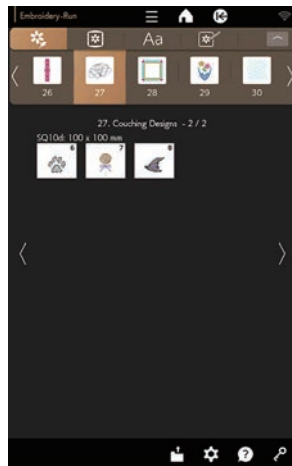 Embroidery-Run
Aa
26 27 28 29 30
27. Couching Designs - 2 / 2
SQ10d: 100 x 100 mm
6 7 8
?